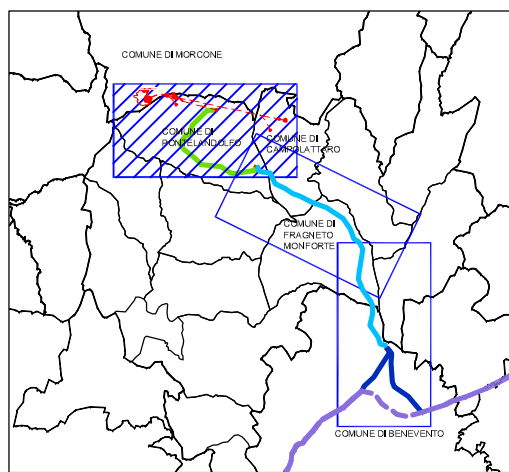 COMUNE DI MORCONE
COMUNE DI
PONTELANDOLFO
COMUNE DI
CAMPOLATTARO
COMUNE DI
FRAGNETO
MONFORTE
COMUNE DI BENEVENTO